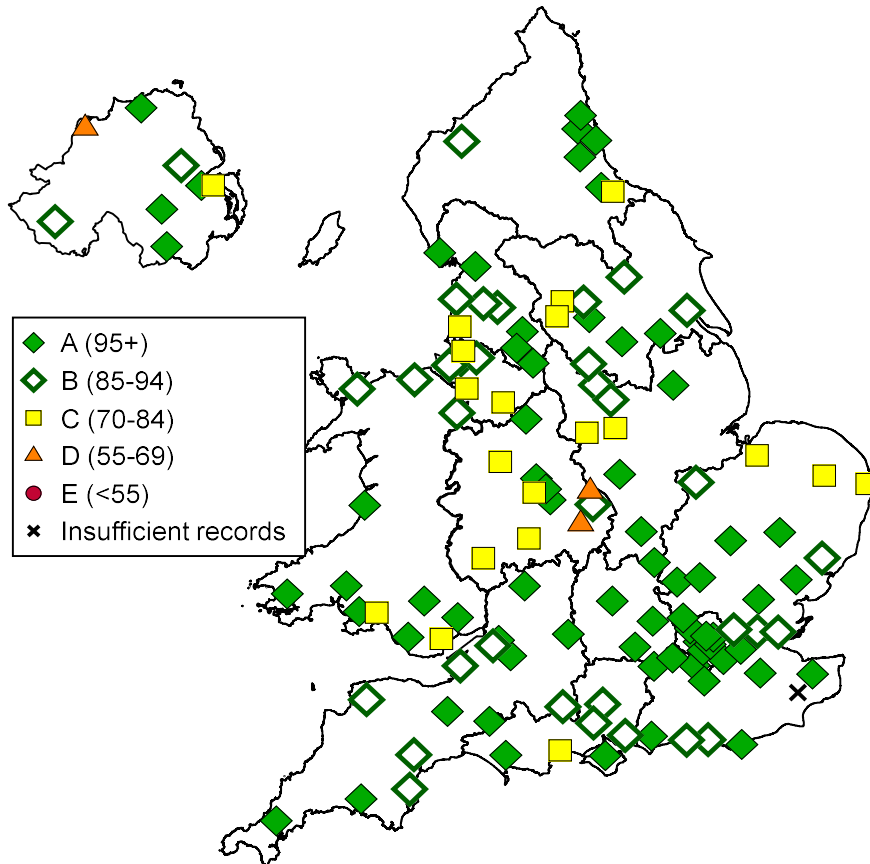 A (95+)
B (85-94)
C (70-84)
D (55-69)
E (<55)
Insufficient records